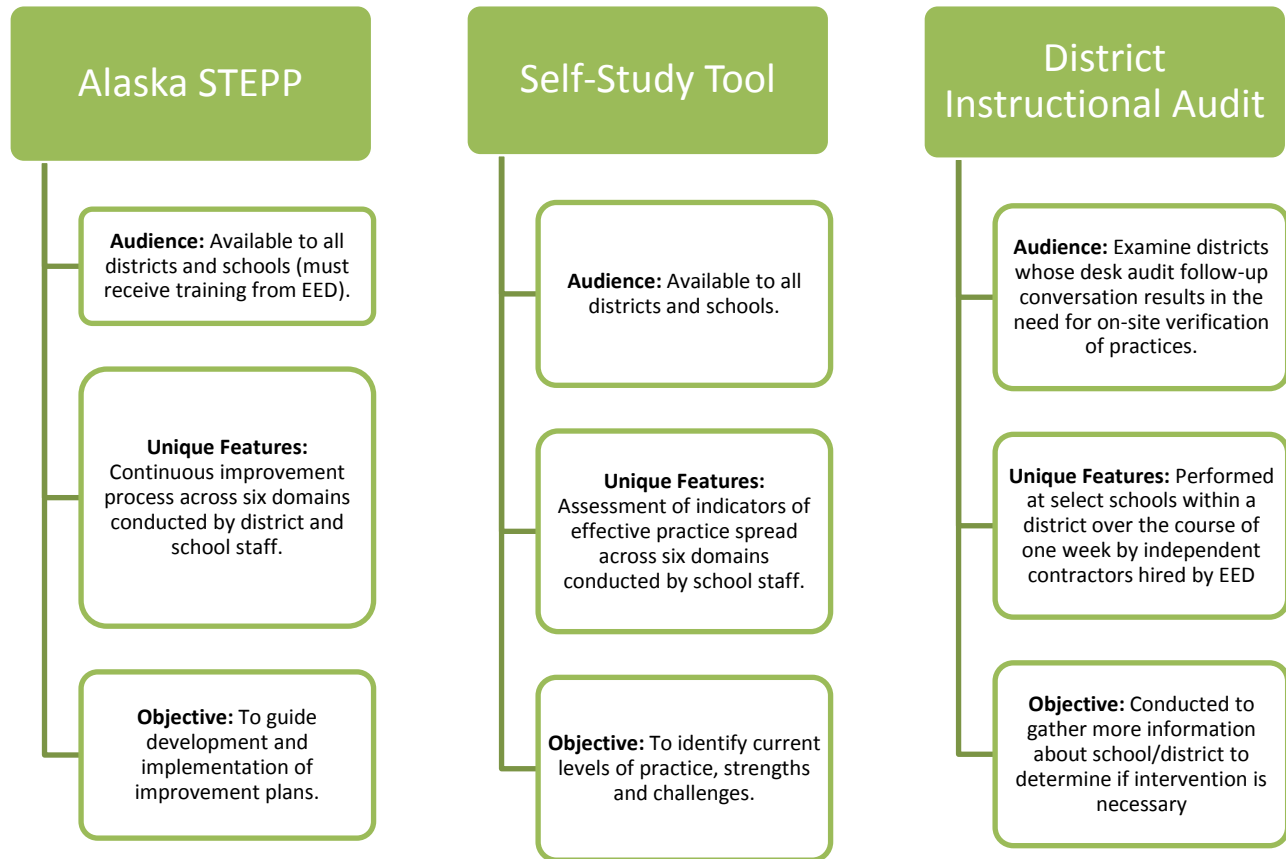 Alaska STEPP
Audience: Available to all
districts and schools (must
receive training from EED).
Unique Features:
Continuous improvement
process across six domains
conducted by district and
school staff.
Objective: To guide
development and
implementation of
improvement plans.
Self-Study Tool
Audience: Available to all
districts and schools.
Unique Features:
Assessment of indicators of
effective practice spread
across six domains
conducted by school staff.
Objective: To identify current
levels of practice, strengths
and challenges.
District
Instructional Audit
Audience: Examine districts
whose desk audit follow-up
conversation results in the
need for on-site verification
of practices.
Unique Features: Performed
at select schools within a
district over the course of
one week by independent
contractors hired by EED
Objective: Conducted to
gather more information
about school/district to
determine if intervention is
necessary